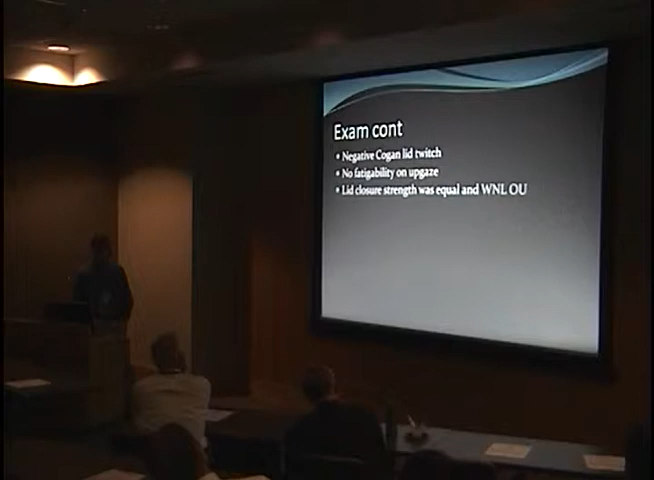 Exam cont
• Negative Cogan lid twitch
• No fatigability on upgaze
• Lid closure strength was equal and WNL OU